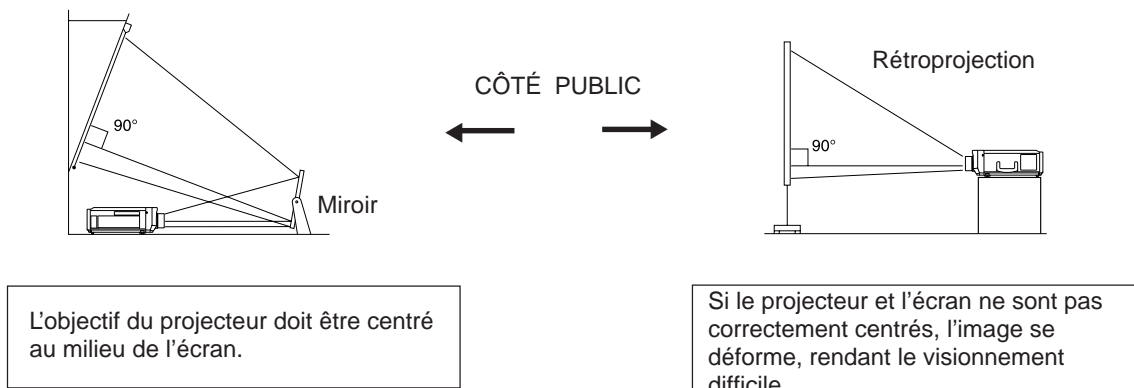 CÔTÉ PUBLIC
Rétroprojection
90°
90°
Miroir
L'objectif du projecteur doit être centré
au milieu de l'écran.
Si le projecteur et l'écran ne sont pas
correctement centrés, l'image se
déforme, rendant le visionnement
difficile